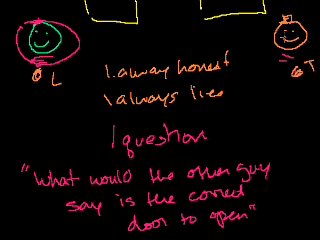 L
T
1 always honest
1 always lies
1 question
"What would the other guy
say is the correct
door to open"